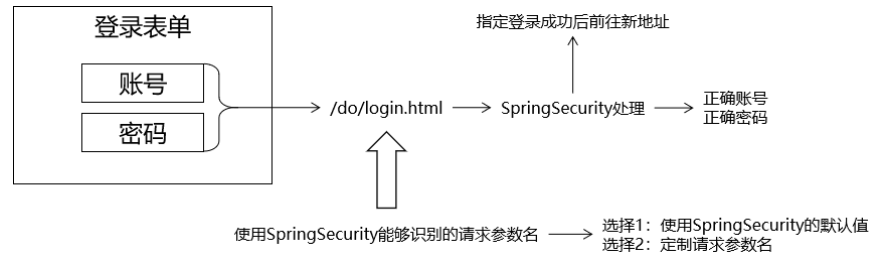 登录表单
账号
密码
/do/login.html
SpringSecurity处理
指定登录成功后前往新地址
正确账号
正确密码
使用SpringSecurity能够识别的请求参数名
选择1：使用SpringSecurity的默认值
选择2：定制请求参数名